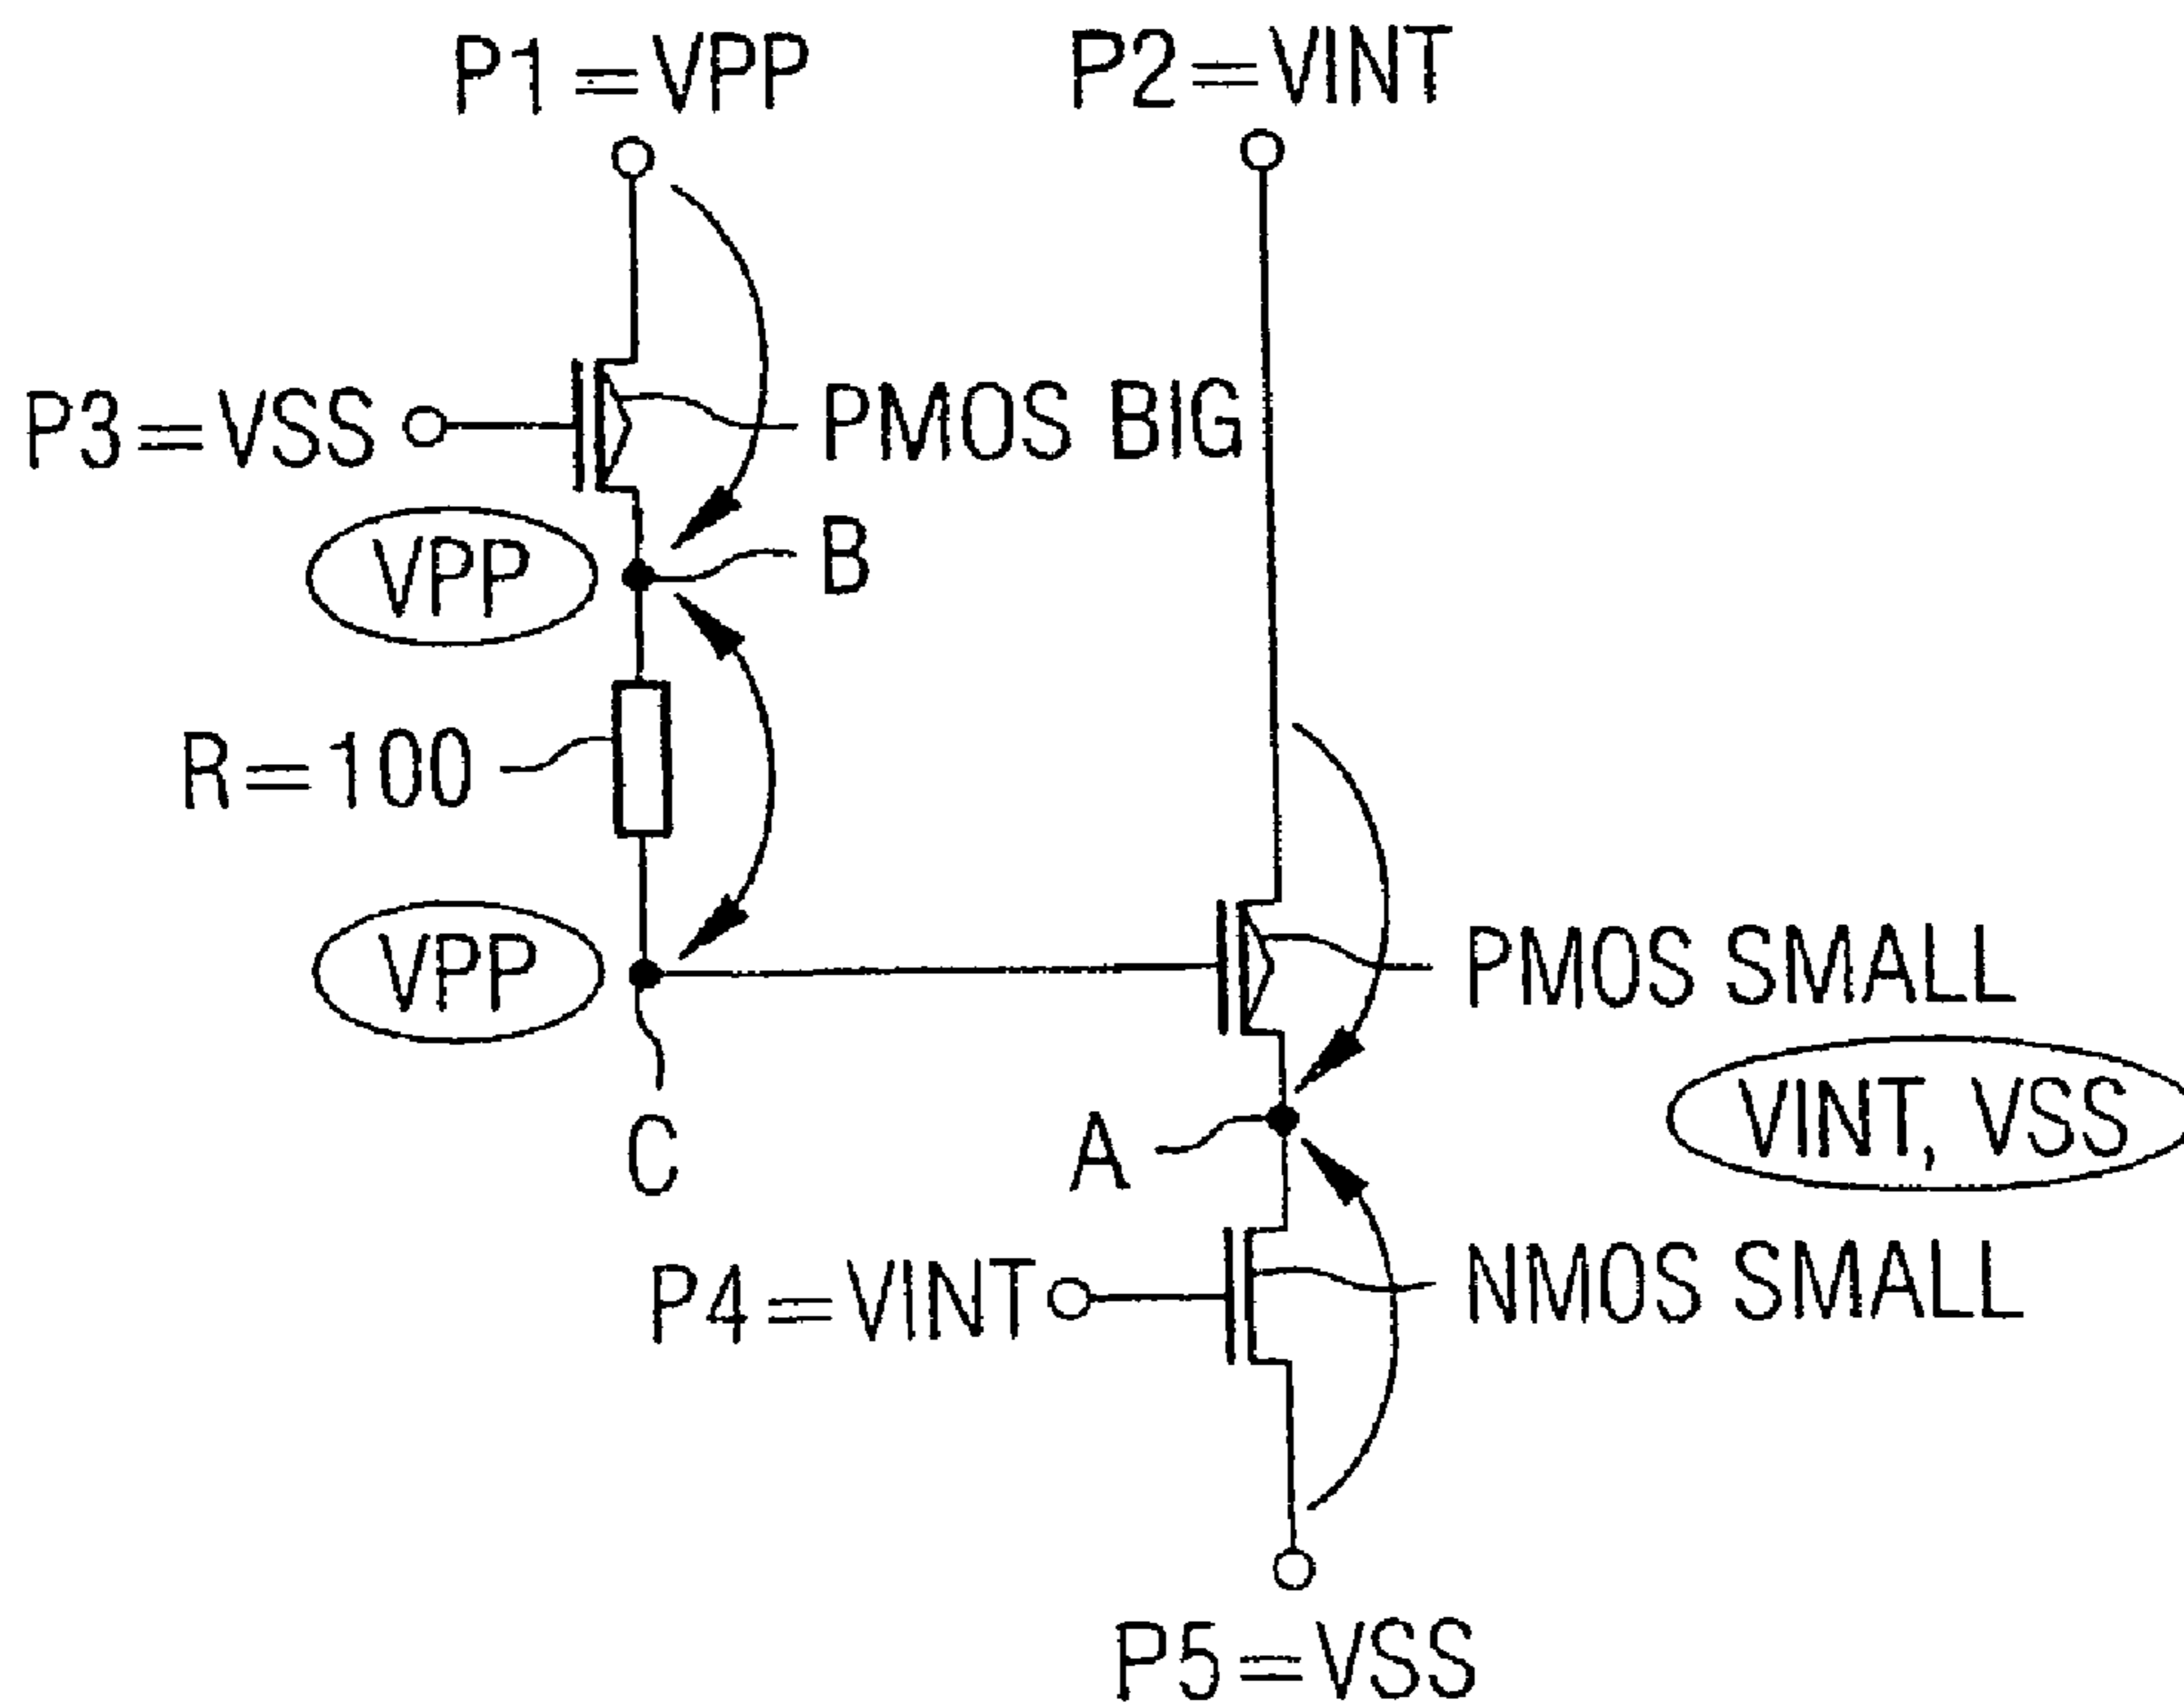 P1=VPP
P2=VINT
P3=VSS
PMOS BIG
VPP
B
R=100
VPP
PMOS SMALL
C
A
VINT, VSS
P4=VINT
NMOS SMALL
P5=VSS